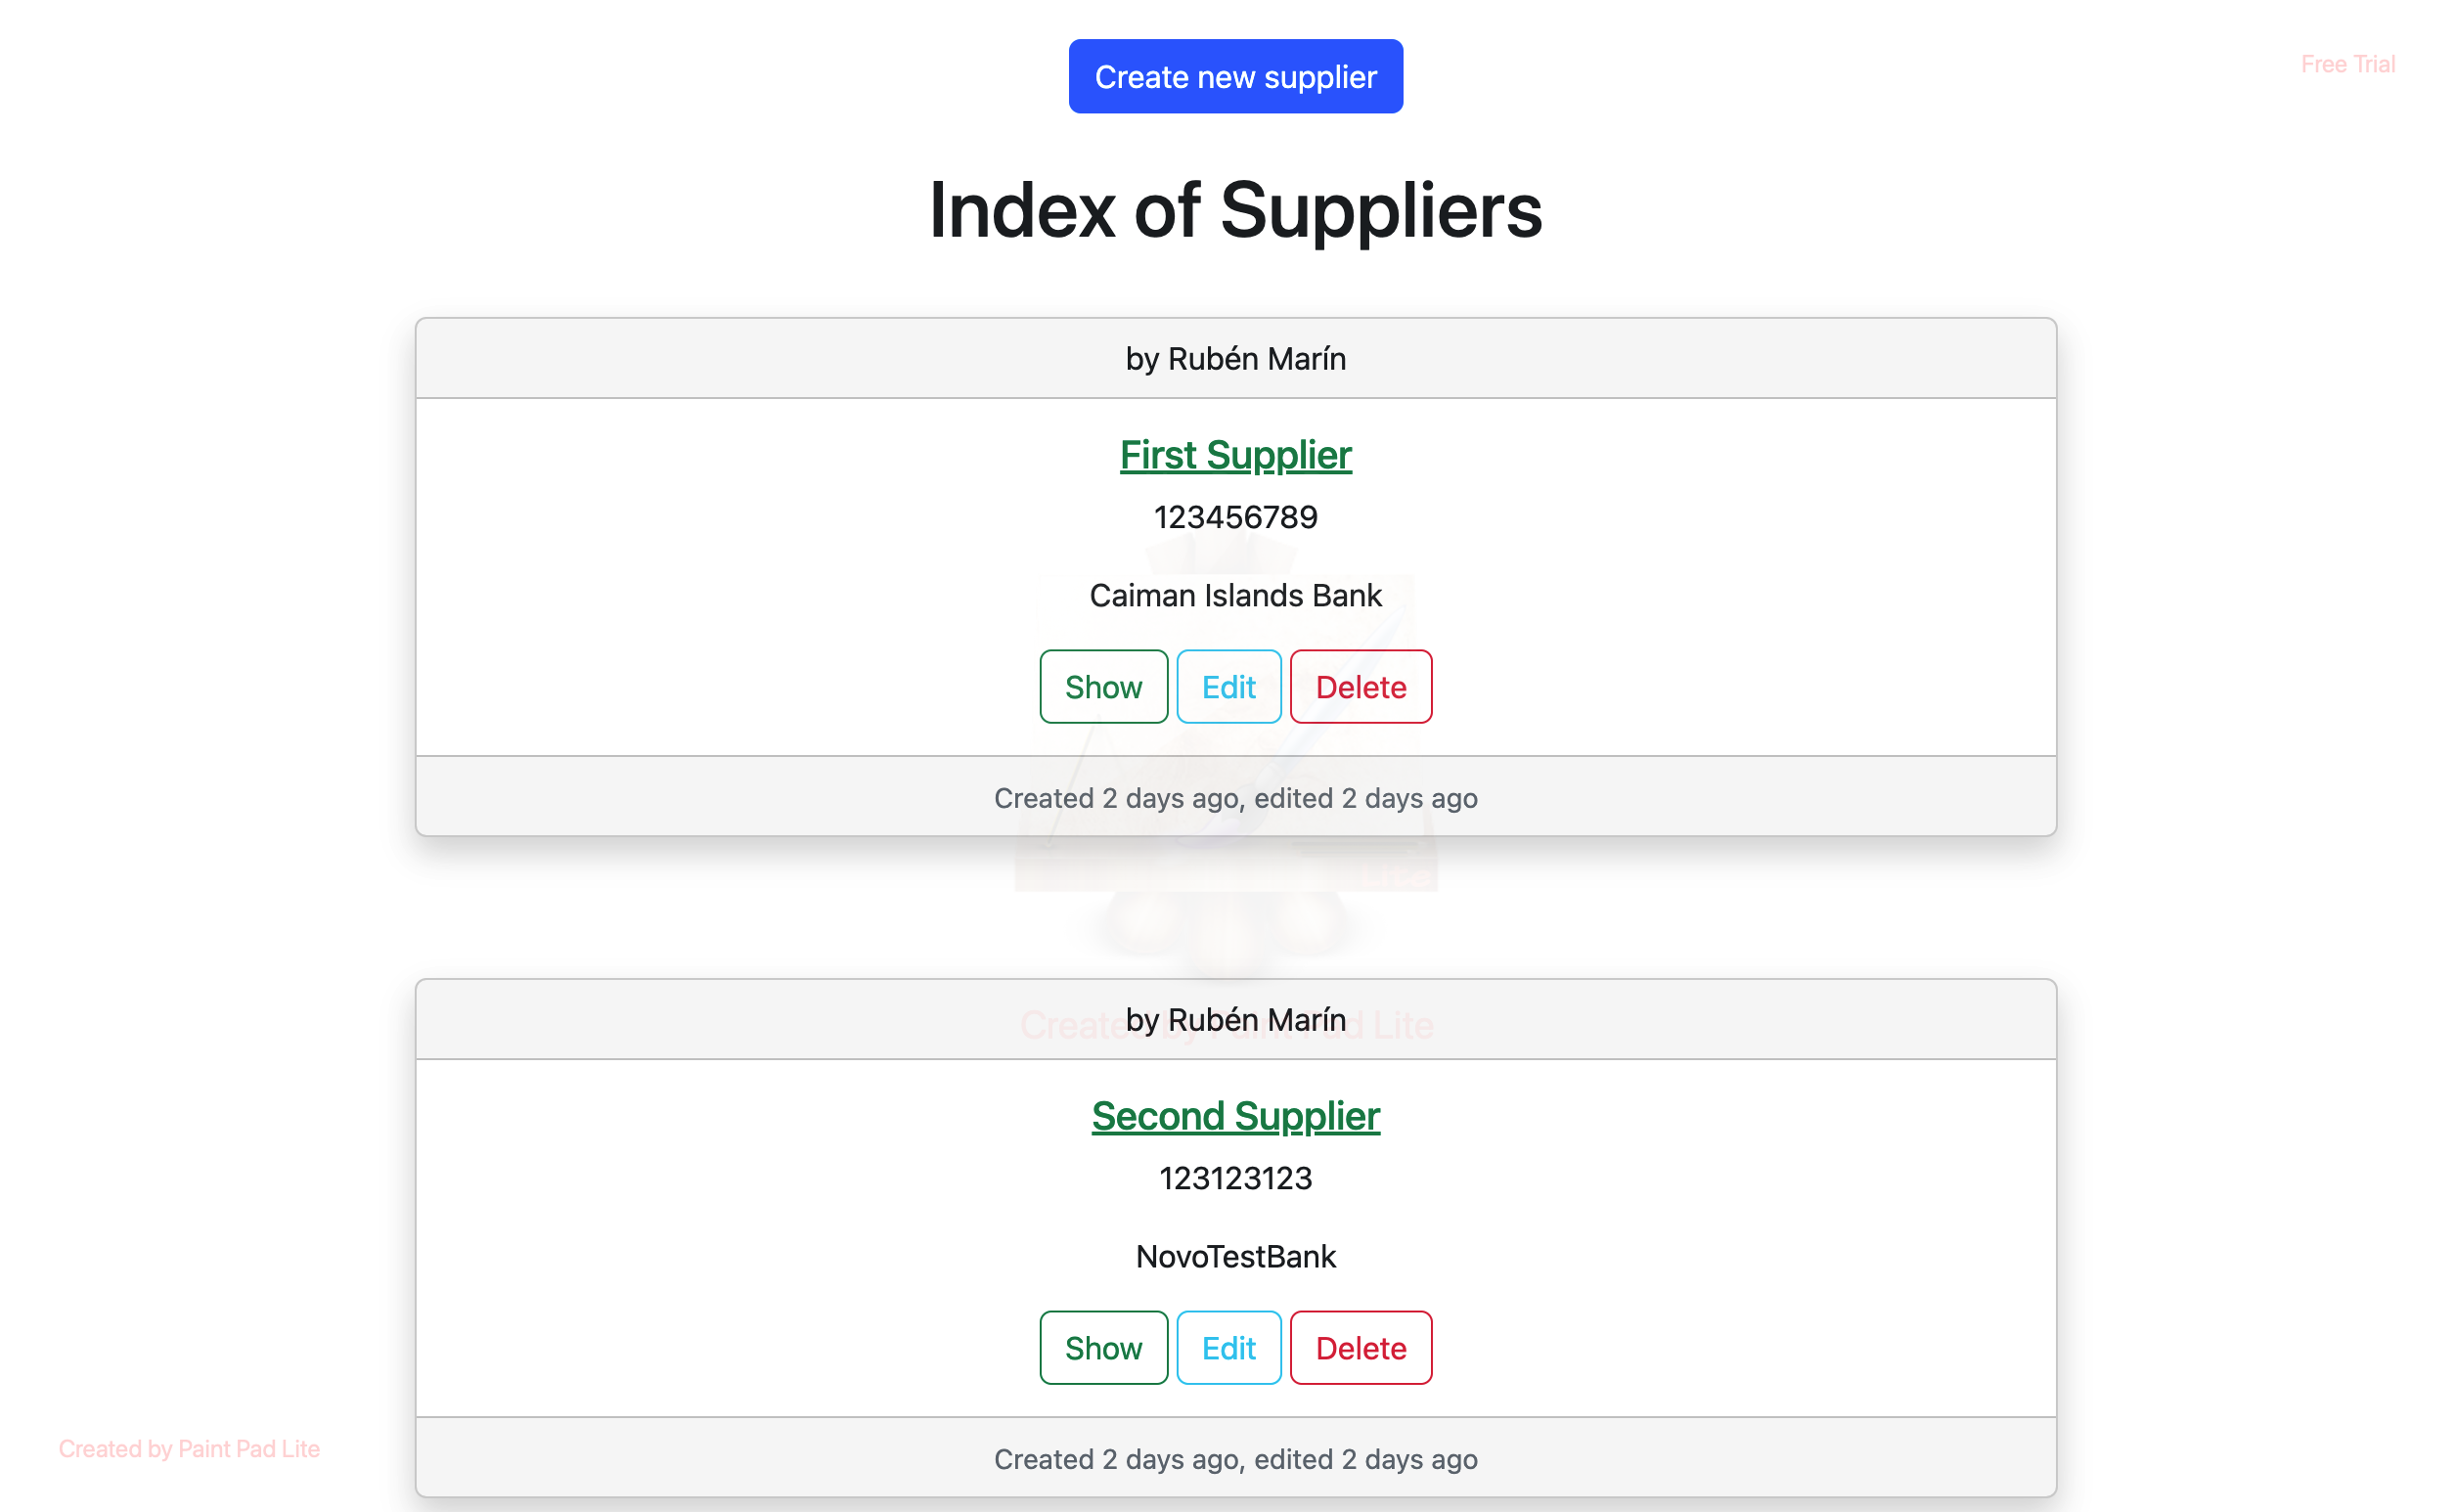 Create new supplier
Free Trial
Index of Suppliers
by Rubén Marín
First Supplier
123456789
Caiman Islands Bank
Show Edit Delete
Created 2 days ago, edited 2 days ago
by Rubén Marín
Created by Paint Pad Lite
Second Supplier
123123123
NovoTestBank
Show Edit Delete
Created by Paint Pad Lite
Created 2 days ago, edited 2 days ago